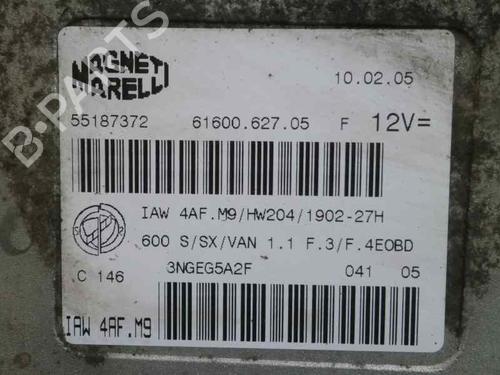 MAGNETI
MARELLI
10.02.05
55187372 61600.627.05 F 12V=
IAW 4AF.M9/HW204/1902-27H
600 S/SX/VAN 1.1 F.3/F.4EOBD
.C 146 3NGEG5A2F 041 05
IAW 4AF.M9
B-PARTS